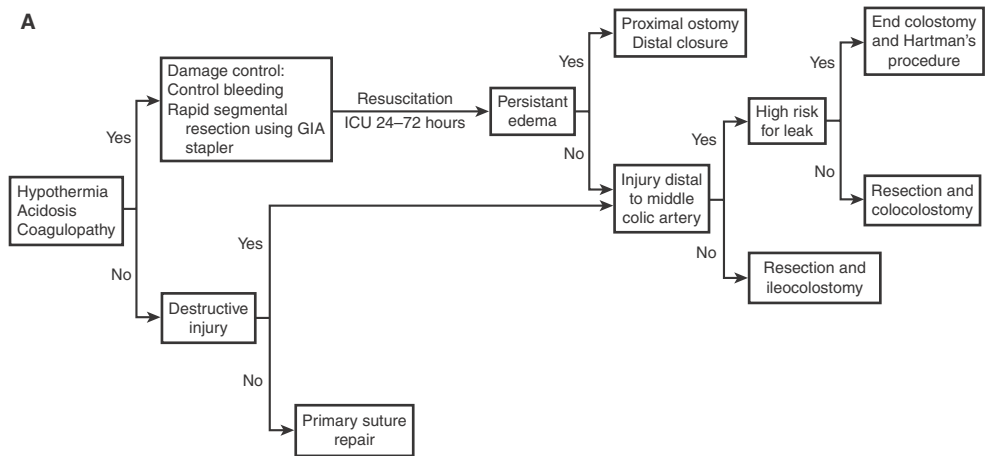 A
Hypothermia
Acidosis
Coagulopathy
Yes
No
Damage control:
Control bleeding
Rapid segmental
resection using GIA
stapler
Resuscitation
ICU 24–72 hours
Persistant
edema
Yes
No
Proximal ostomy
Distal closure
Destructive
injury
Yes
No
Primary suture
repair
Injury distal
to middle
colic artery
Yes
No
High risk
for leak
Yes
No
End colostomy
and Hartman's
procedure
Resection and
colocolostomy
Resection and
ileocolostomy